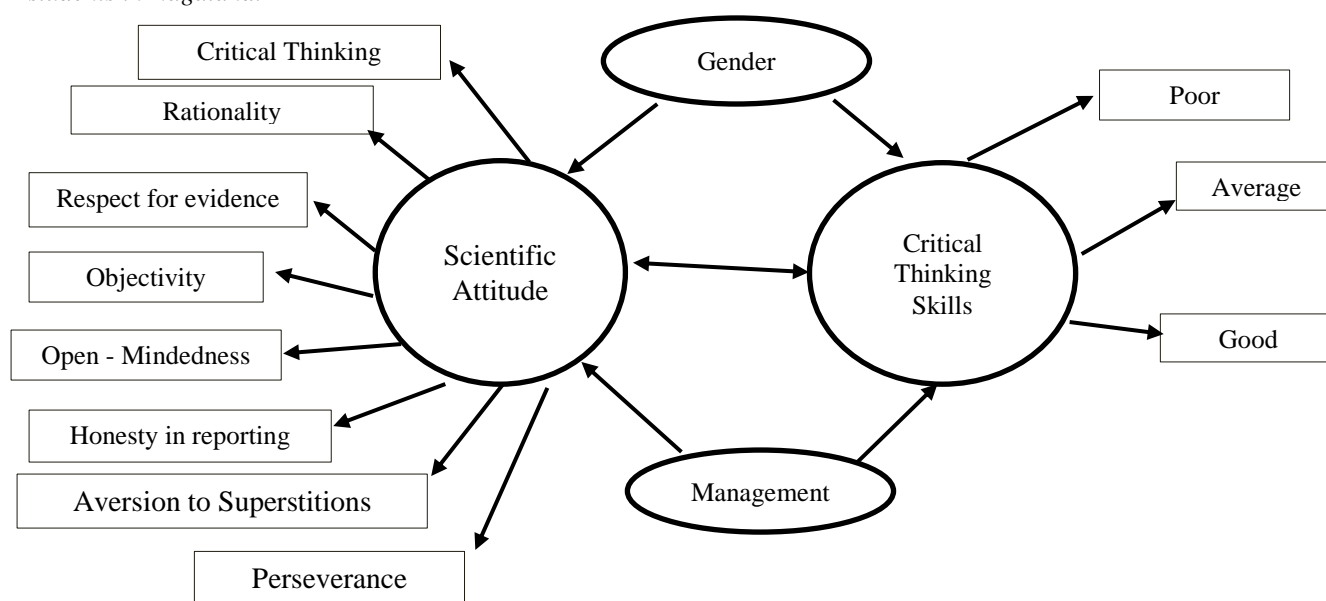 Critical Thinking
Gender
Poor
Rationality
Average
Respect for evidence
Scientific
Attitude
Critical
Thinking
Skills
Objectivity
Open - Mindedness
Good
Honesty in reporting
Management
Aversion to Superstitions
Perseverance